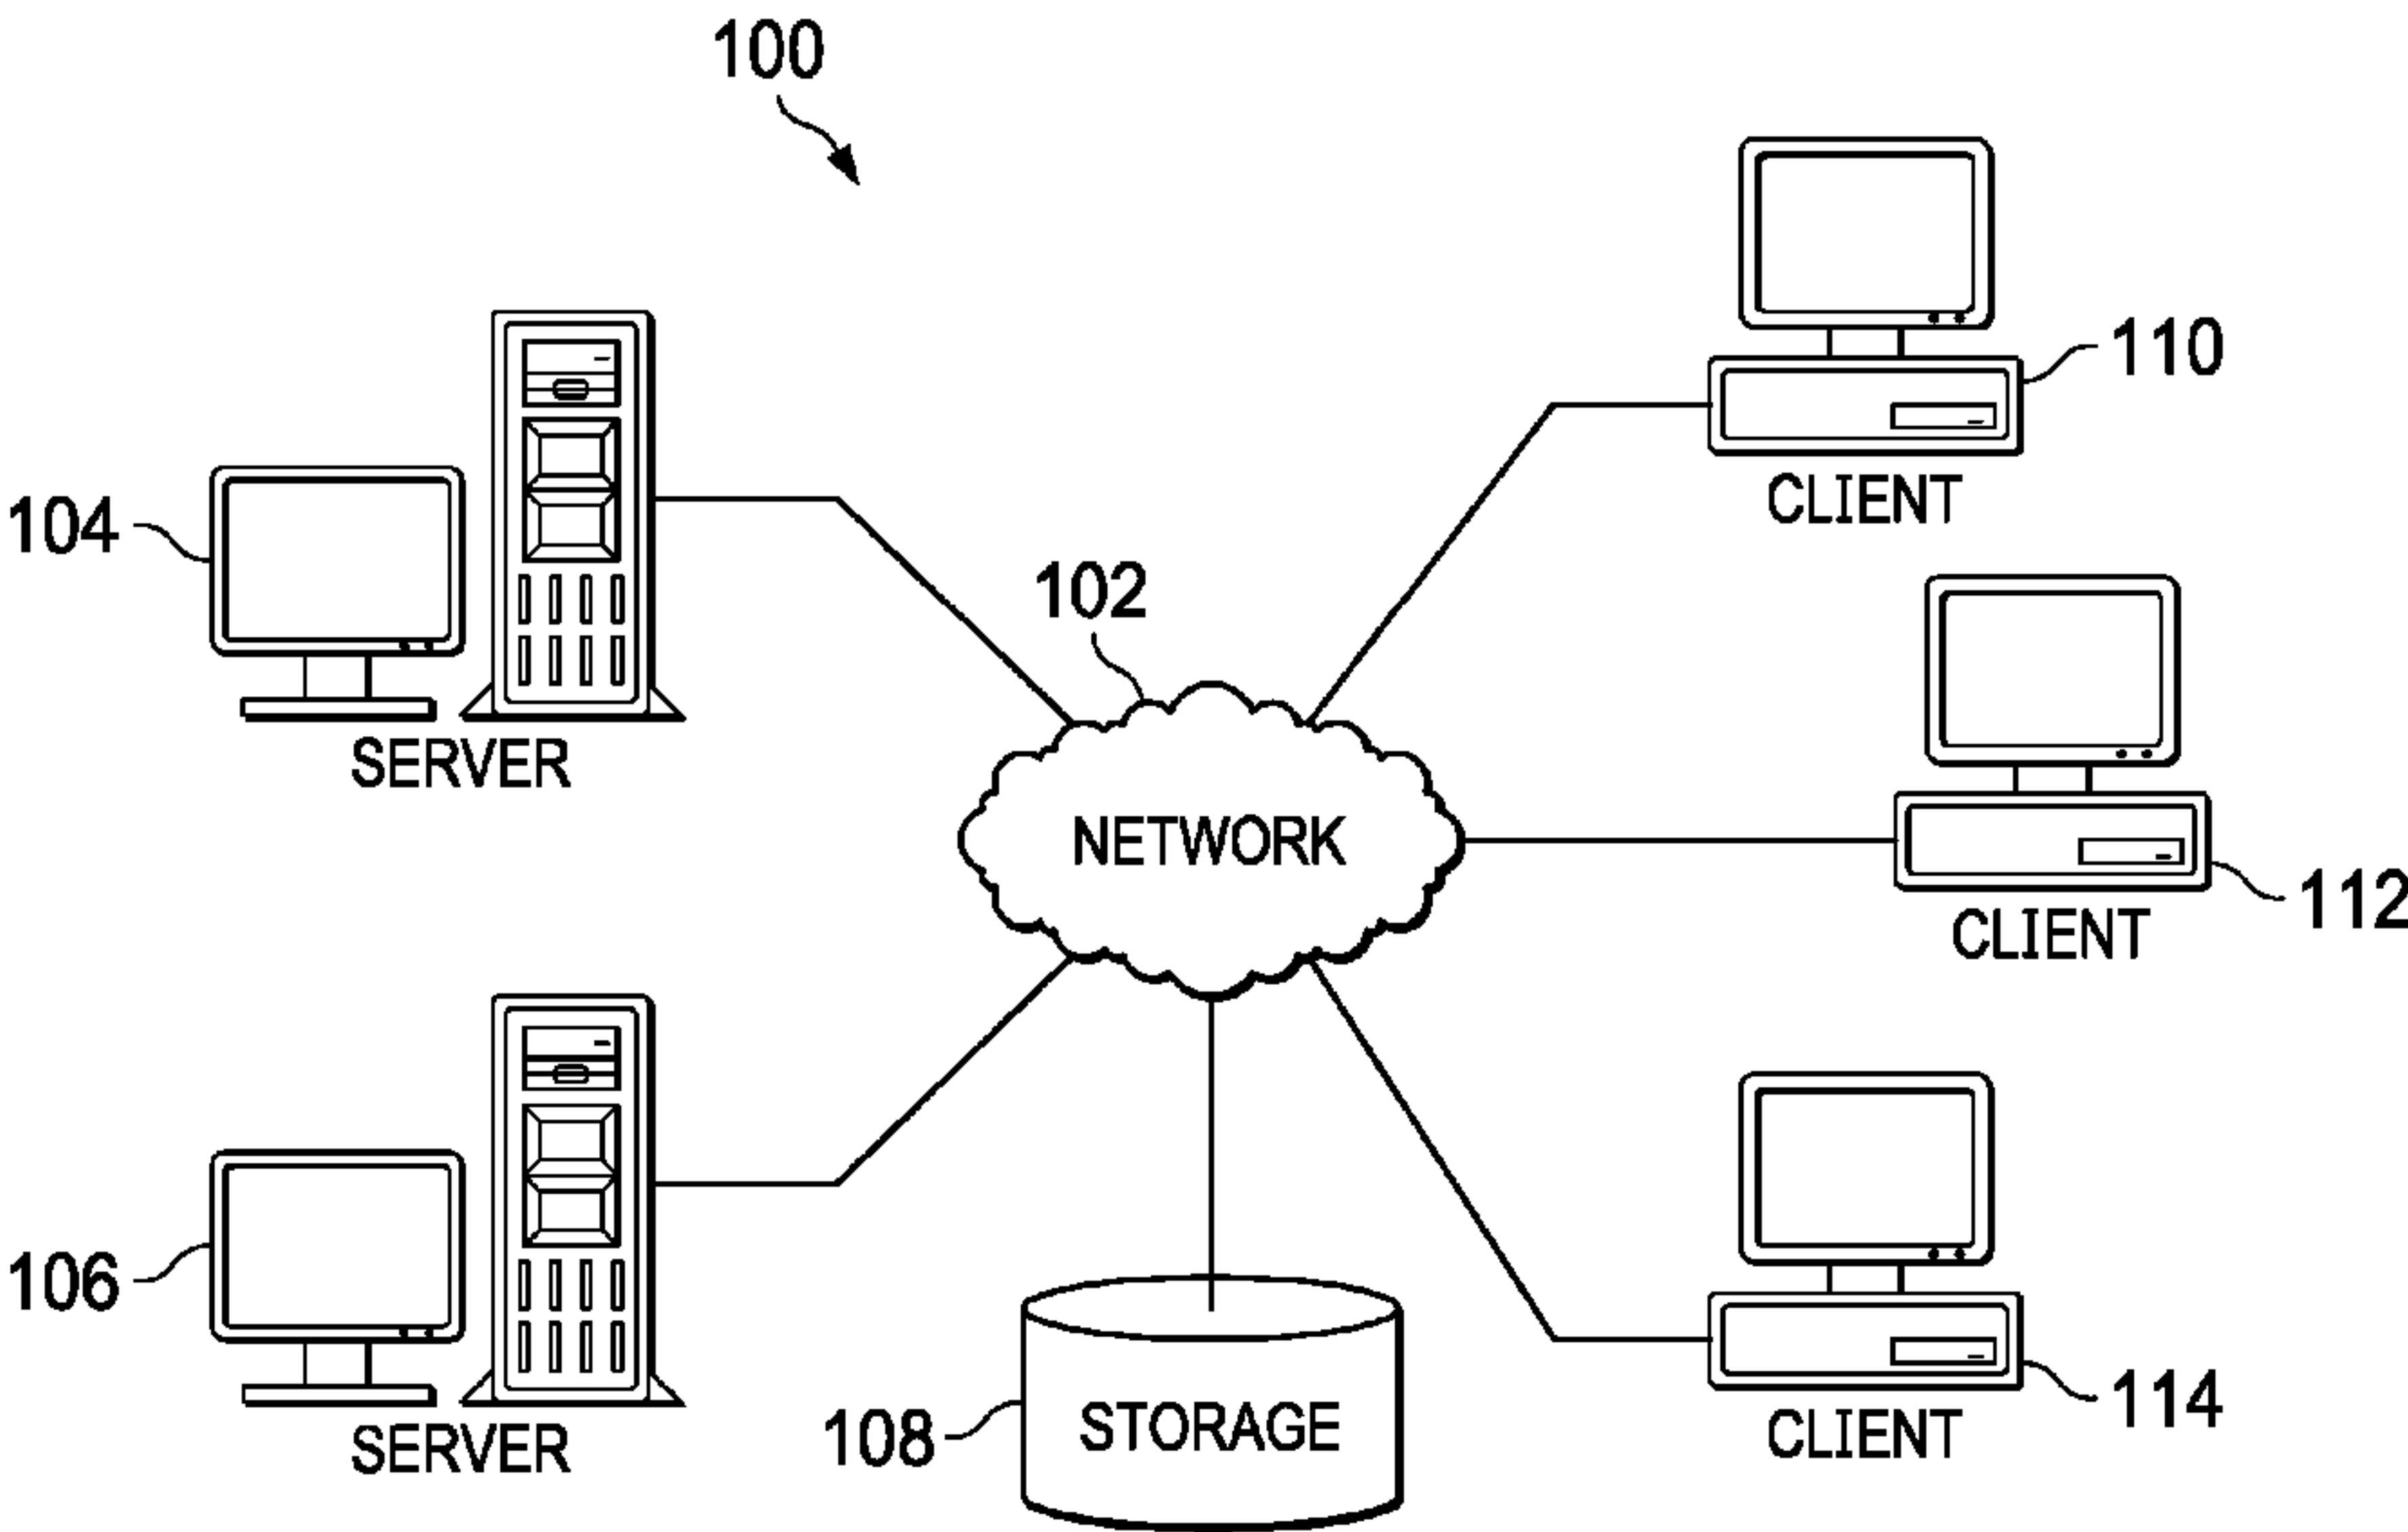 100
110
CLIENT
104
SERVER
102
NETWORK
112
CLIENT
106
SERVER
108
STORAGE
114
CLIENT